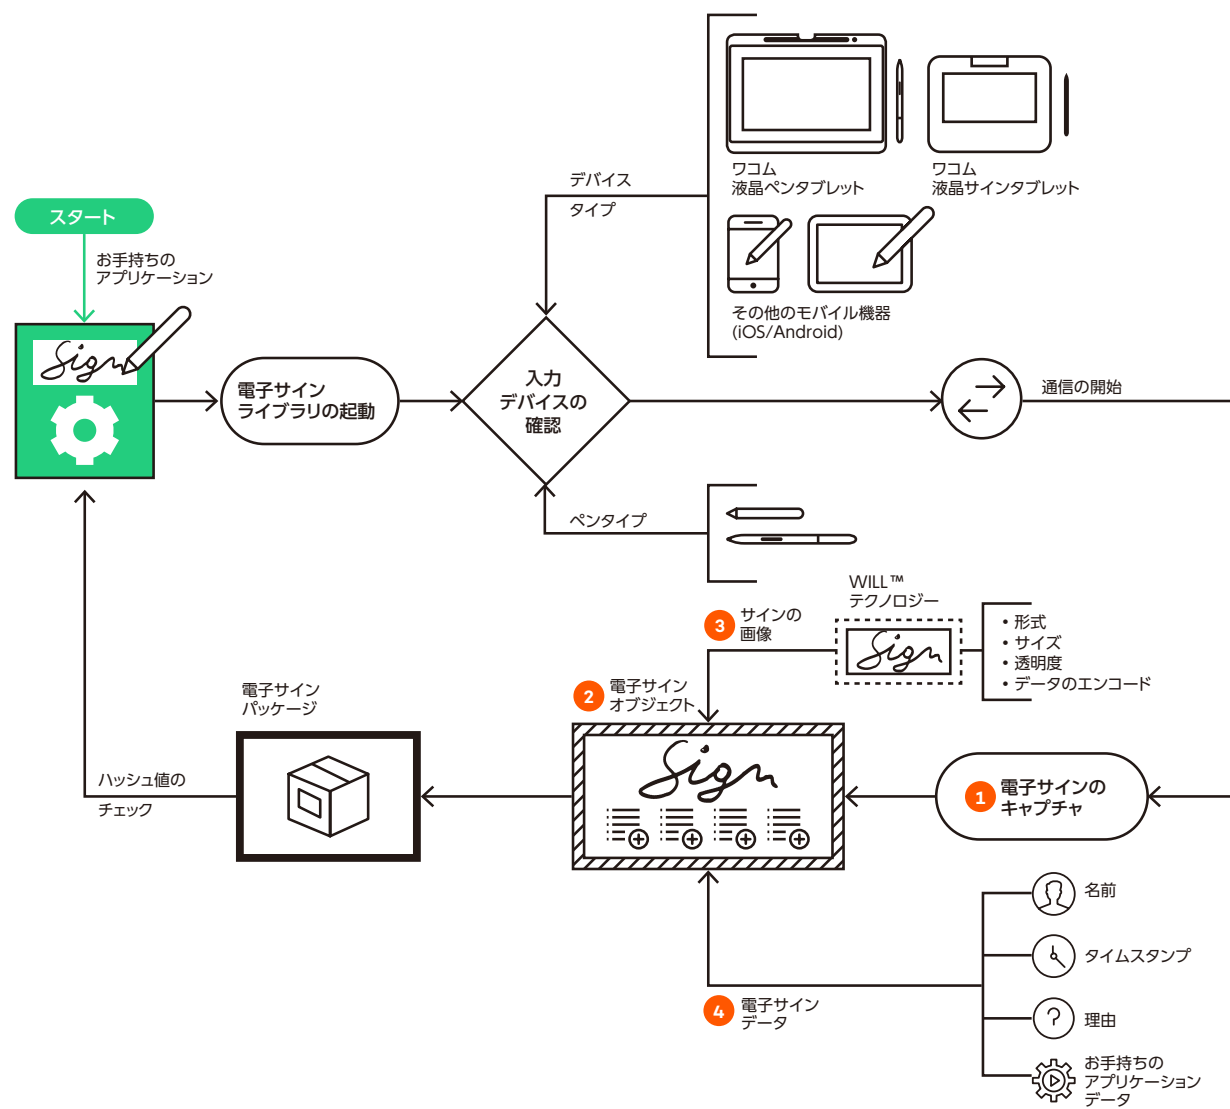 ワコム
液晶ペンタブレット
ワコム
液晶サインタブレット
デバイス
タイプ
スタート
お手持ちの
アプリケーション
その他のモバイル機器
(iOS/Android)
Sign
電子サイン
ライブラリの起動
入力
デバイスの
確認
通信の開始
ペンタイプ
WILL™
テクノロジー
3 サインの
画像
Sign
• 形式
• サイズ
• 透明度
• データのエンコード
2 電子サイン
オブジェクト
電子サイン
パッケージ
Sign
ハッシュ値の
チェック
1 電子サインの
キャプチャ
名前
タイムスタンプ
4 電子サイン
データ
?
理由
お手持ちの
アプリケーション
データ